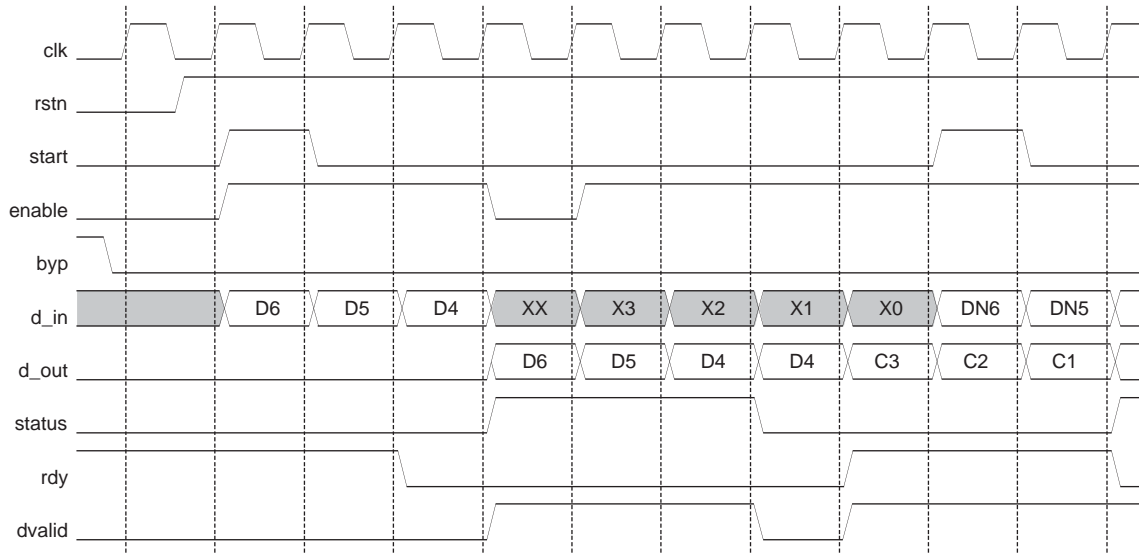 clk
rstn
start
enable
byp
d_in D6 D5 D4 XX X3 X2 X1 X0 DN6 DN5
d_out D6 D5 D4 D4 C3 C2 C1
status
rdy
dvalid